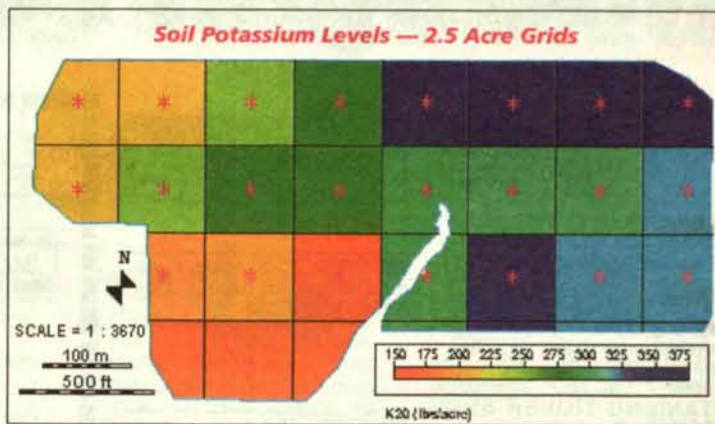 Soil Potassium Levels — 2.5 Acre Grids
N
SCALE = 1 : 3670
100 m
500 ft
150 175 200 225 250 275 300 325 350 375
K20 (lbs/acre)